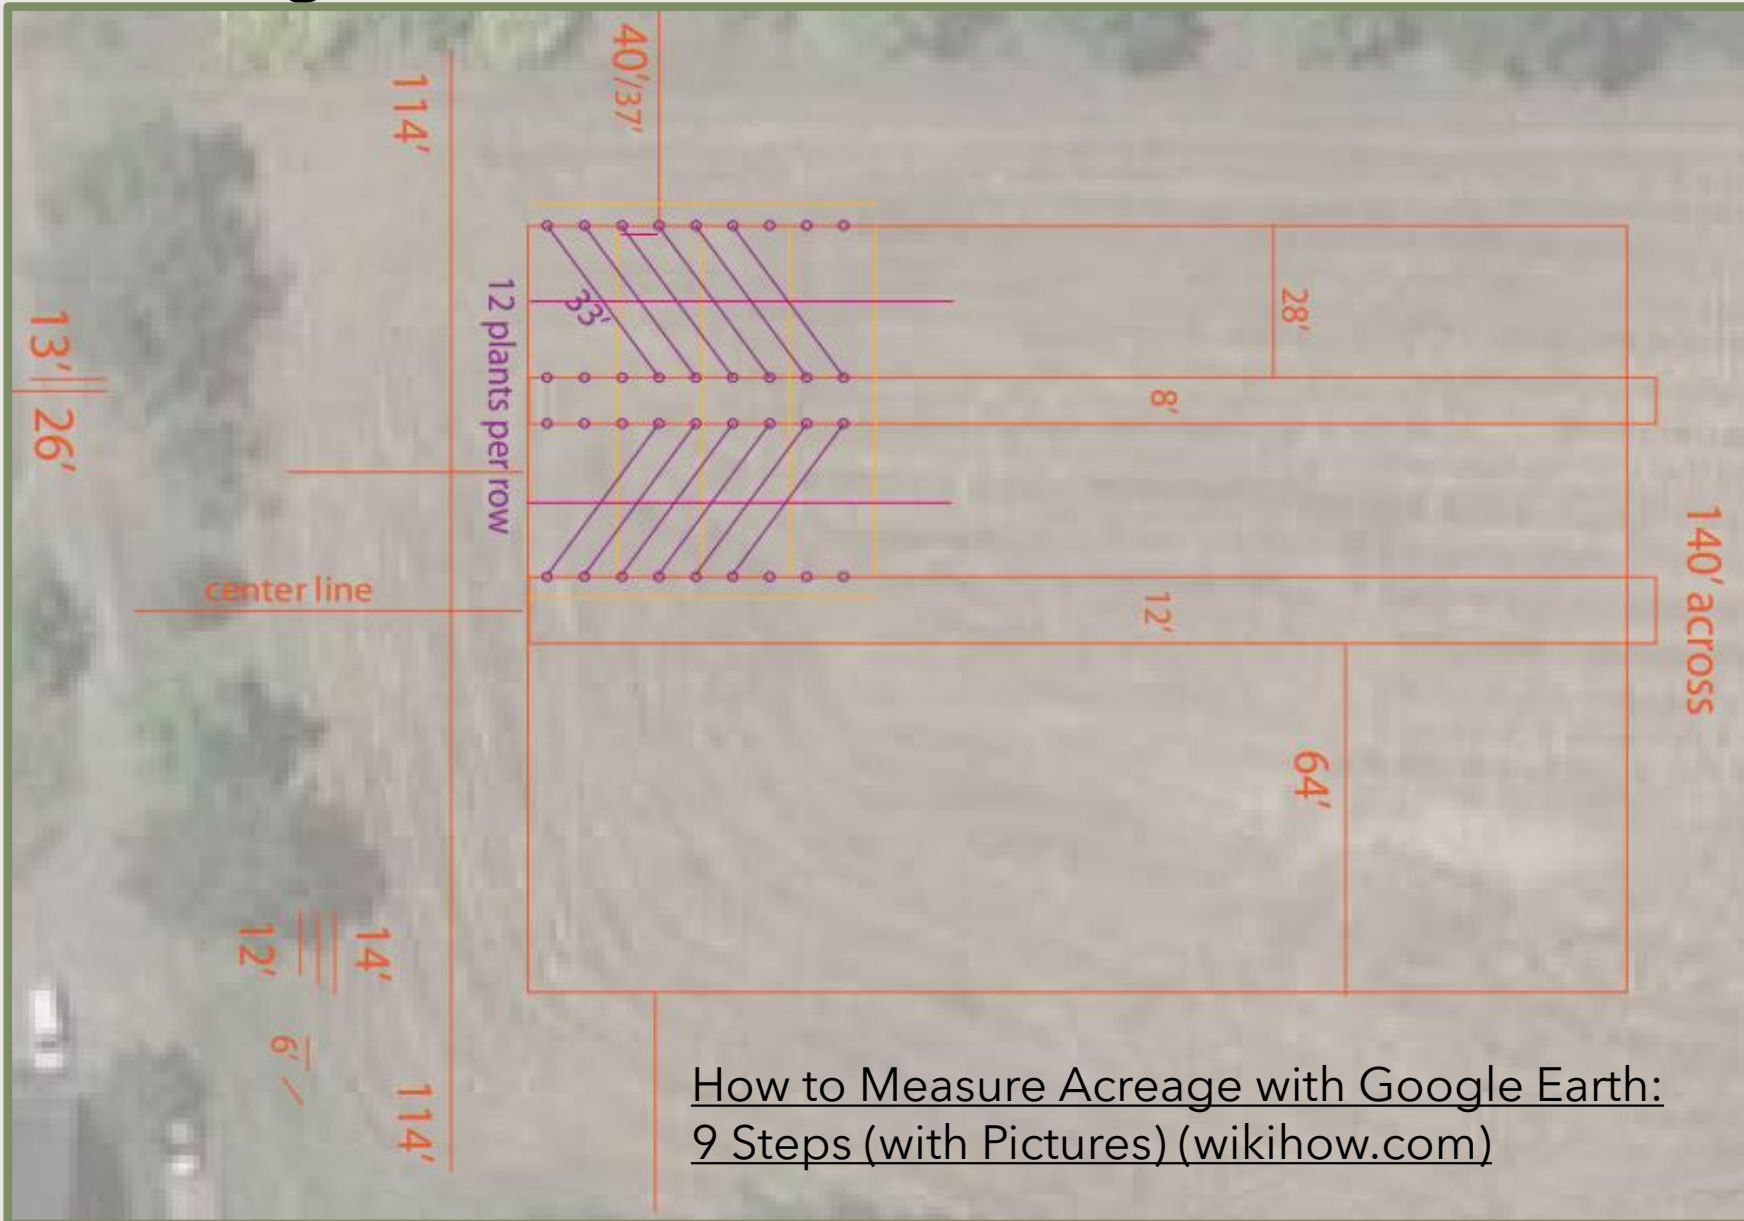 40'/37'
114'
12 plants per row
33'
28'
8'
13'
26'
center line
12'
140' across
64'
14'
12'
6'
114'
How to Measure Acreage with Google Earth:
9 Steps (with Pictures) (wikihow.com)